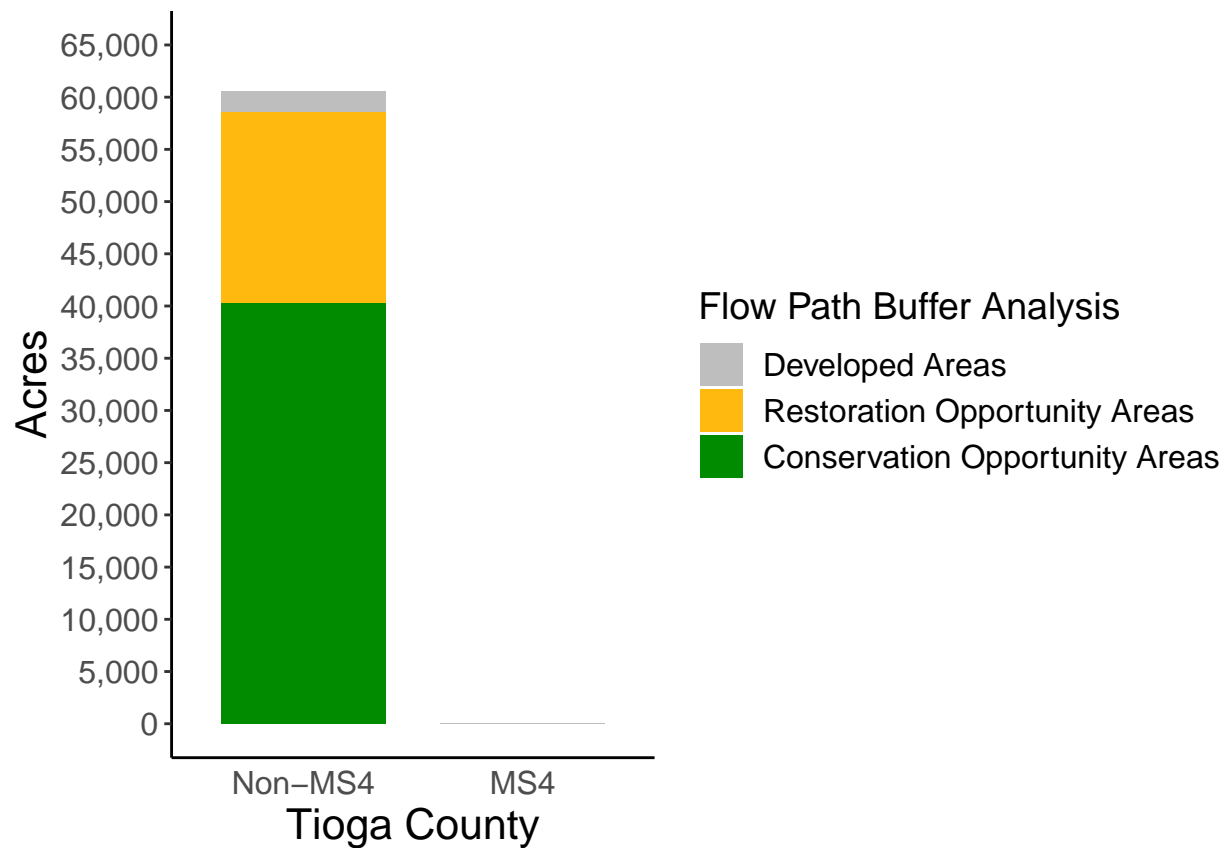 65,000
60,000
55,000
50,000
45,000
40,000
35,000
30,000
25,000
20,000
15,000
10,000
5,000
0
Acres
Non−MS4 MS4
Tioga County
Flow Path Buffer Analysis
Developed Areas
Restoration Opportunity Areas
Conservation Opportunity Areas